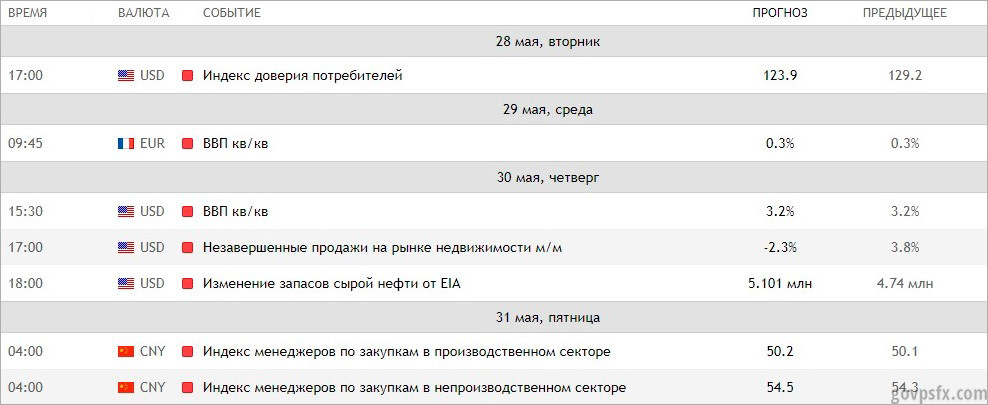 ВРЕМЯ ВАЛЮТА СОБЫТИЕ ПРОГНОЗ ПРЕДЫДУЩЕЕ
28 мая, вторник
17:00 USD Индекс доверия потребителей 123.9 129.2
29 мая, среда
09:45 EUR ВВП кв/кв 0.3% 0.3%
30 мая, четверг
15:30 USD ВВП кв/кв 3.2% 3.2%
17:00 USD Незавершенные продажи на рынке недвижимости м/м -2.3% 3.8%
18:00 USD Изменение запасов сырой нефти от EIA 5.101 млн 4.74 млн
31 мая, пятница
04:00 CNY Индекс менеджеров по закупкам в производственном секторе 50.2 50.1
04:00 CNY Индекс менеджеров по закупкам в непроизводственном секторе 54.5 54.3
govpsfx.com